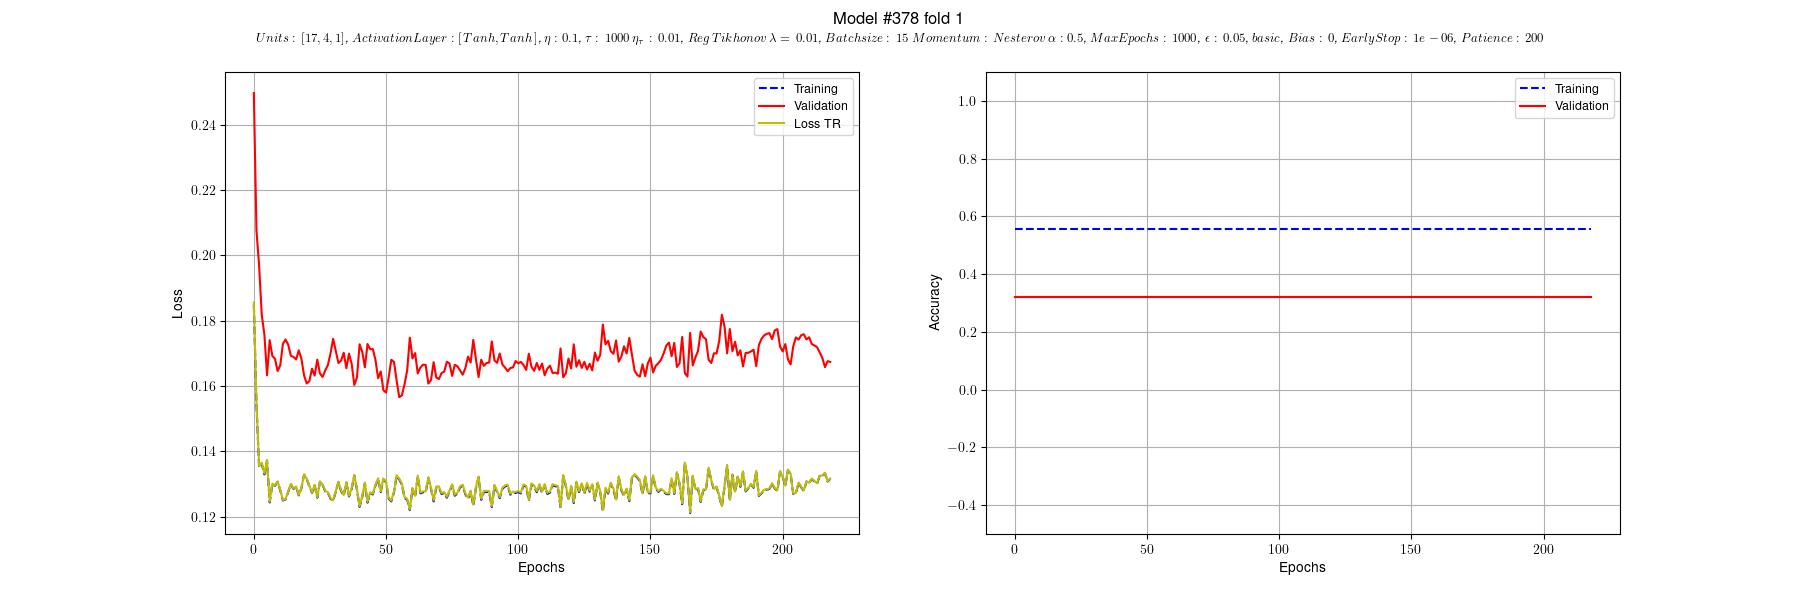 Model #378 fold 1
Units : [17, 4, 1], ActivationLayer : [Tanh, Tanh], η : 0.1, τ : 1000 η_τ : 0.01, Reg Tikhonov λ = 0.01, Batchsize : 15 Momentum : Nesterov α : 0.5, MaxEpochs : 1000, ϵ : 0.05, basic, Bias : 0, EarlyStop : 1e − 06, Patience : 200
Training
Validation
Loss TR
0.24
0.22
0.20
0.18
0.16
0.14
0.12
Loss
0 50 100 150 200
Epochs
Training
Validation
1.0
0.8
0.6
0.4
0.2
0.0
−0.2
−0.4
Accuracy
0 50 100 150 200
Epochs